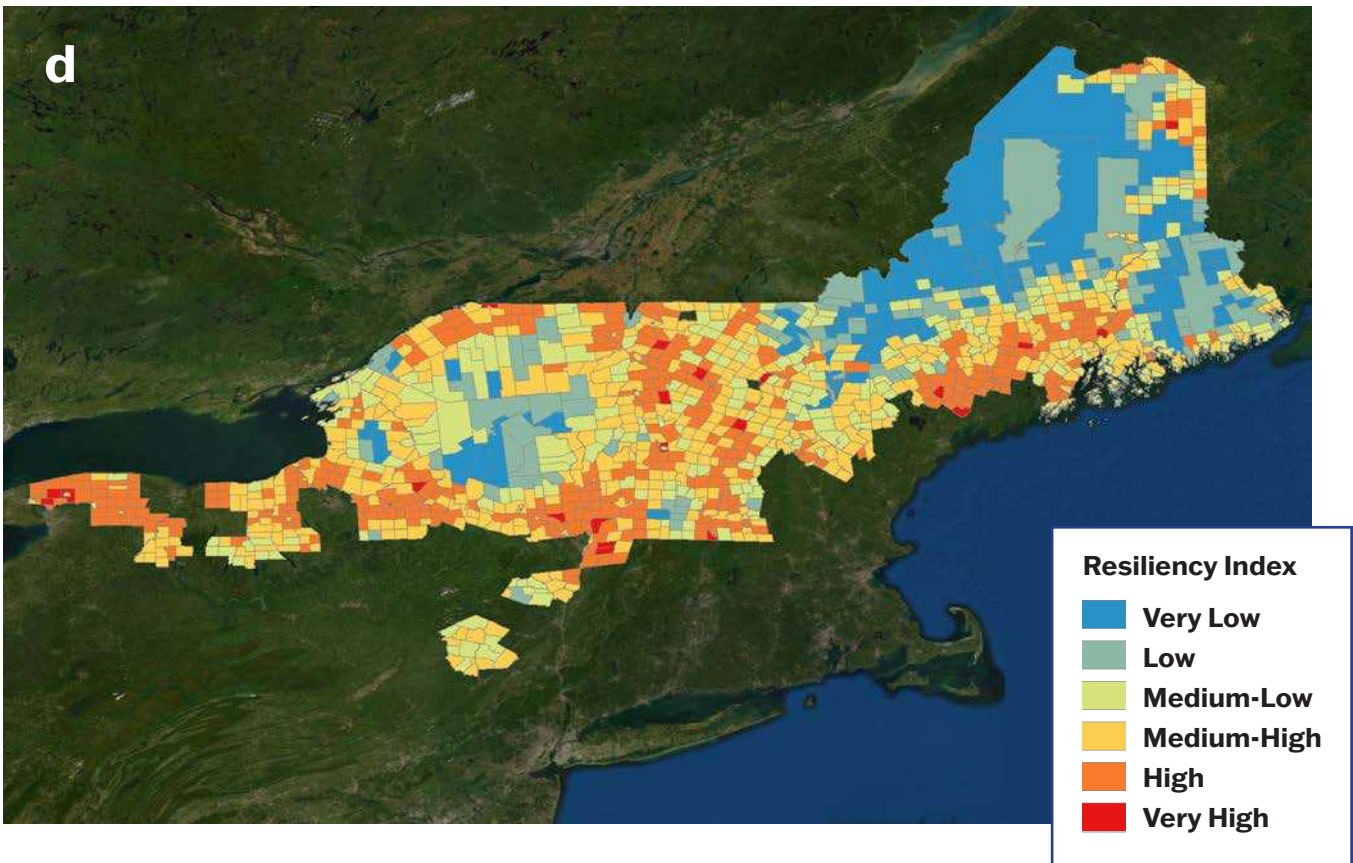 d
Resiliency Index
Very Low
Low
Medium-Low
Medium-High
High
Very High